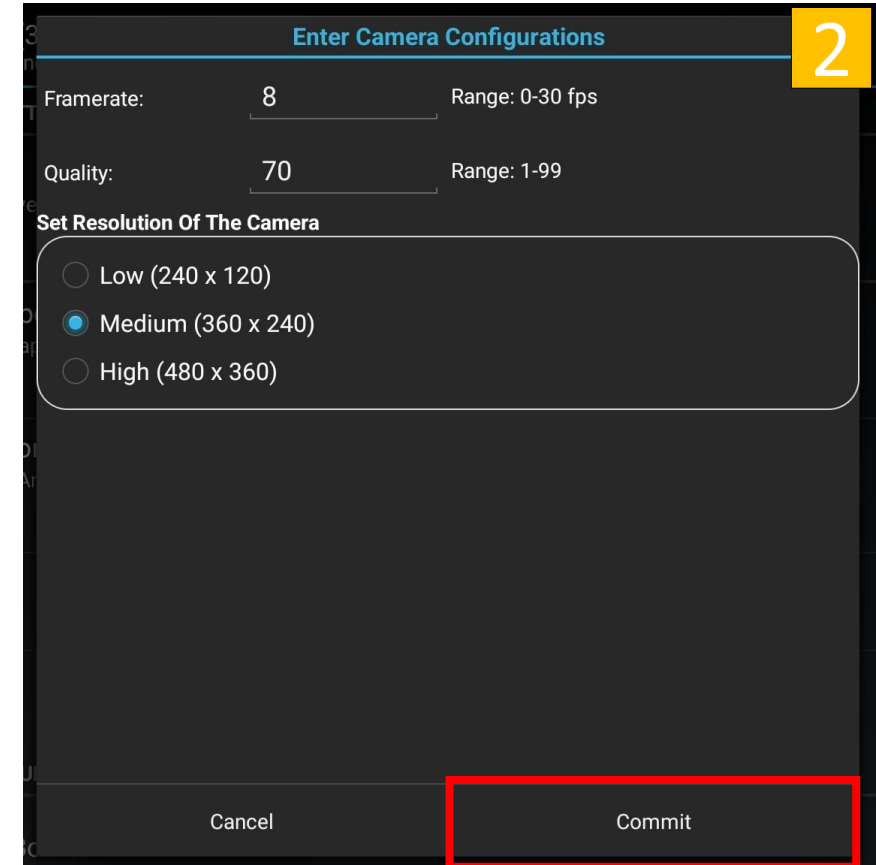 Enter Camera Configurations
2
Framerate: 8 Range: 0-30 fps
Quality: 70 Range: 1-99
Set Resolution Of The Camera
Low (240 x 120)
Medium (360 x 240)
High (480 x 360)
Cancel Commit